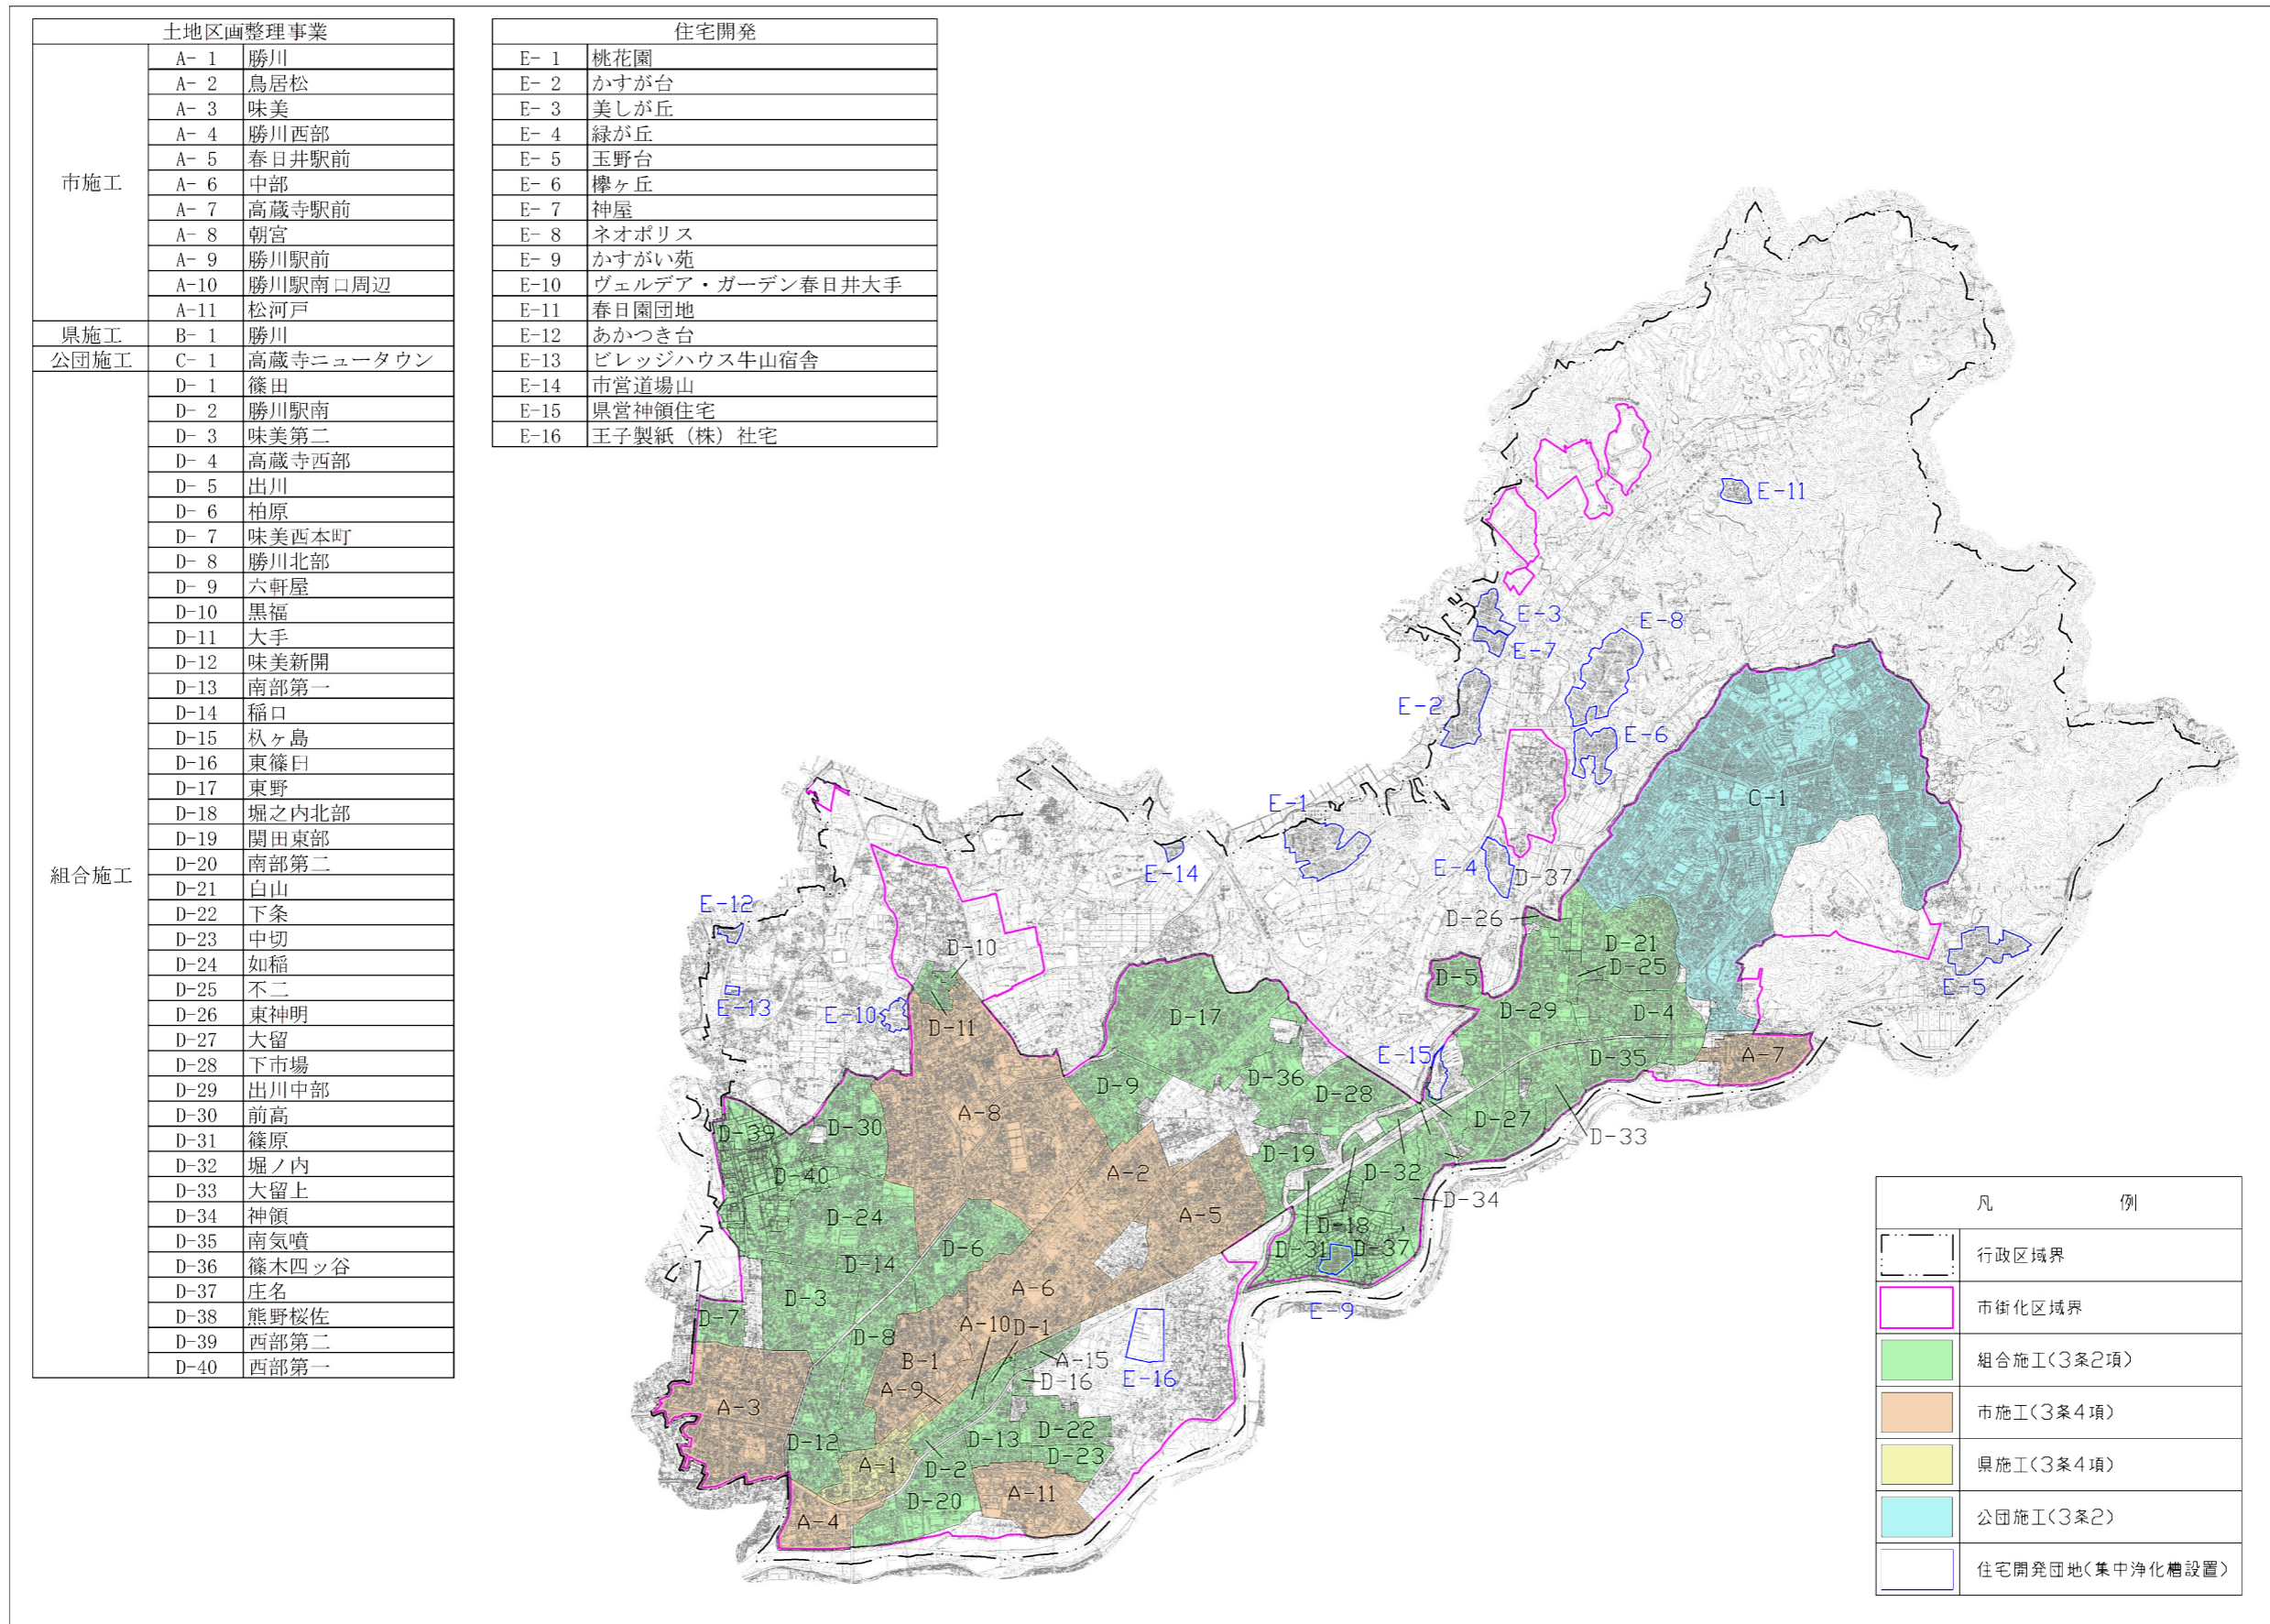 土地区画整理事業
市施工
A- 1 勝川
A- 2 鳥居松
A- 3 味美
A- 4 勝川西部
A- 5 春日井駅前
A- 6 中部
A- 7 高蔵寺駅前
A- 8 朝宮
A- 9 勝川駅前
A-10 勝川駅南口周辺
A-11 松河戸
県施工 B- 1 勝川
公団施工 C- 1 高蔵寺ニュータウン
組合施工
D- 1 篠田
D- 2 勝川駅南
D- 3 味美第二
D- 4 高蔵寺西部
D- 5 出川
D- 6 柏原
D- 7 味美西本町
D- 8 勝川北部
D- 9 六軒屋
D-10 黒福
D-11 大手
D-12 味美新開
D-13 南部第一
D-14 稲口
D-15 杁ヶ島
D-16 東篠田
D-17 東野
D-18 堀之内北部
D-19 関田東部
D-20 南部第二
D-21 白山
D-22 下条
D-23 中切
D-24 如稲
D-25 不二
D-26 東神明
D-27 大留
D-28 下市場
D-29 出川中部
D-30 前高
D-31 篠原
D-32 堀ノ内
D-33 大留上
D-34 神領
D-35 南気噴
D-36 篠木四ッ谷
D-37 庄名
D-38 熊野桜佐
D-39 西部第二
D-40 西部第一
住宅開発
E- 1 桃花園
E- 2 かすが台
E- 3 美しが丘
E- 4 緑が丘
E- 5 玉野台
E- 6 欅ヶ丘
E- 7 神屋
E- 8 ネオポリス
E- 9 かすがい苑
E-10 ヴェルデア・ガーデン春日井大手
E-11 春日園団地
E-12 あかつき台
E-13 ビレッジハウス牛山宿舎
E-14 市営道場山
E-15 県営神領住宅
E-16 王子製紙（株）社宅
E-11
E-3
E-8
E-7
E-2
E-6
C-1
E-1
E-14
E-4
D-37
E-12
D-26
D-10
D-21
D-25
D-5
E-5
E-13
E-10
D-11
D-17
D-29
D-4
E-15
D-35
A-7
D-9
D-36
D-28
A-8
D-27
D-33
D-39
D-30
D-40
A-2
D-19
D-32
D-34
D-24
A-5
D-18
D-31
D-37
D-6
D-14
A-6
D-3
D-7
E-9
A-10
D-1
D-8
B-1
A-15
E-16
A-9
D-16
A-3
D-12
D-13
D-22
D-23
A-1
D-2
D-20
A-11
A-4
凡 例
行政区域界
市街化区域界
組合施工(3条2項)
市施工(3条4項)
県施工(3条4項)
公団施工(3条2)
住宅開発団地(集中浄化槽設置)